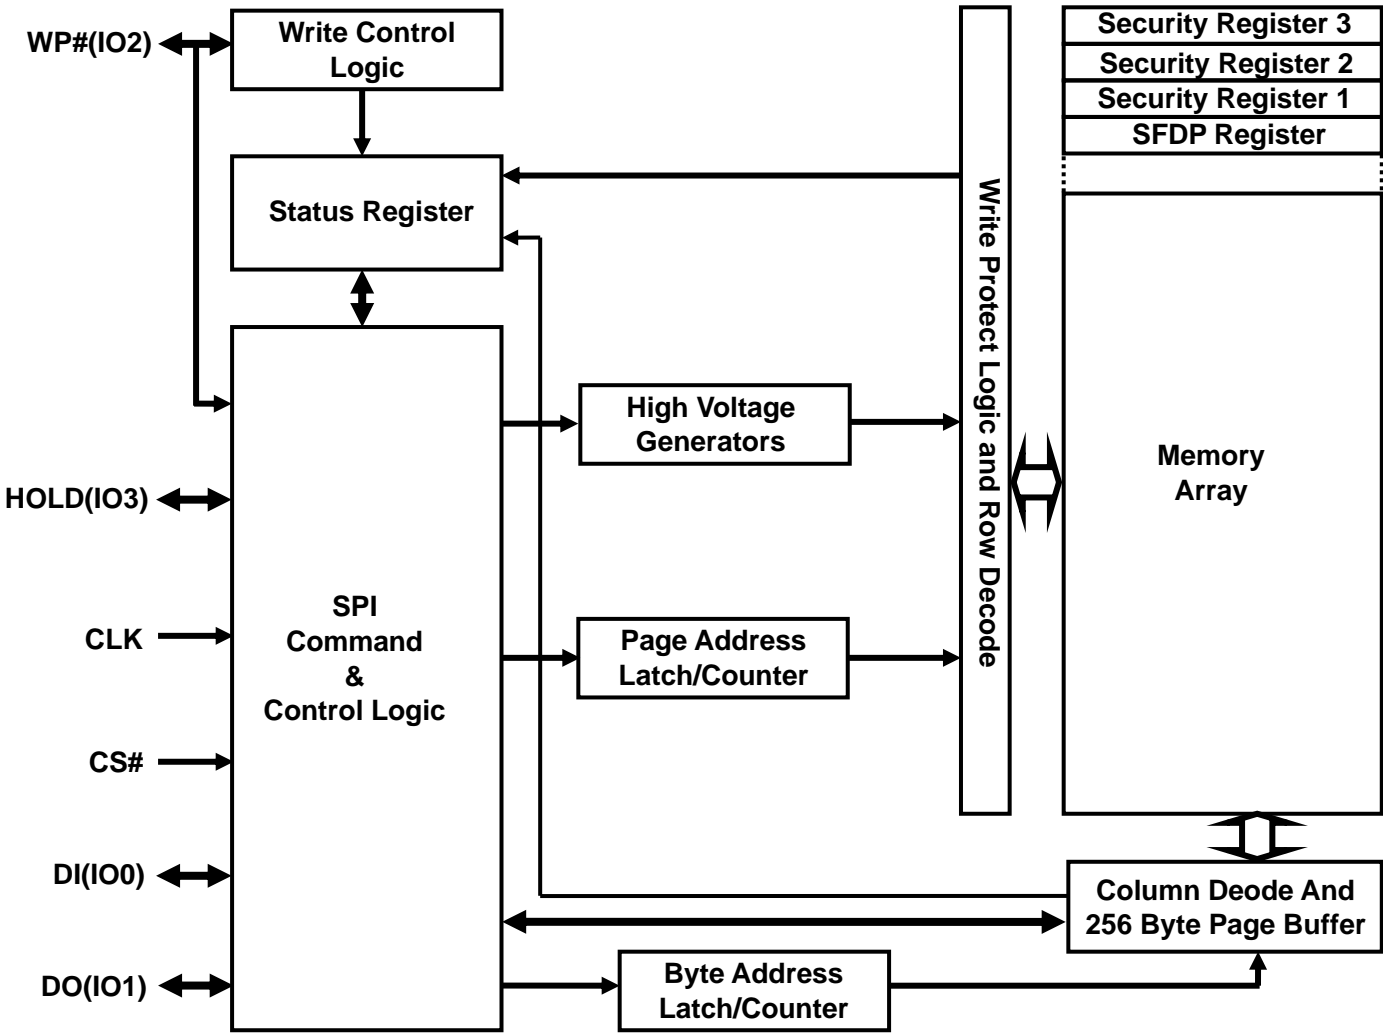 WP#(IO2)
Write Control
Logic
Security Register 3
Security Register 2
Security Register 1
SFDP Register
Status Register
Write Protect Logic and Row Decode
High Voltage
Generators
Memory
Array
HOLD(IO3)
SPI
Command
&
Control Logic
CLK
Page Address
Latch/Counter
CS#
DI(IO0)
Column Deode And
256 Byte Page Buffer
DO(IO1)
Byte Address
Latch/Counter